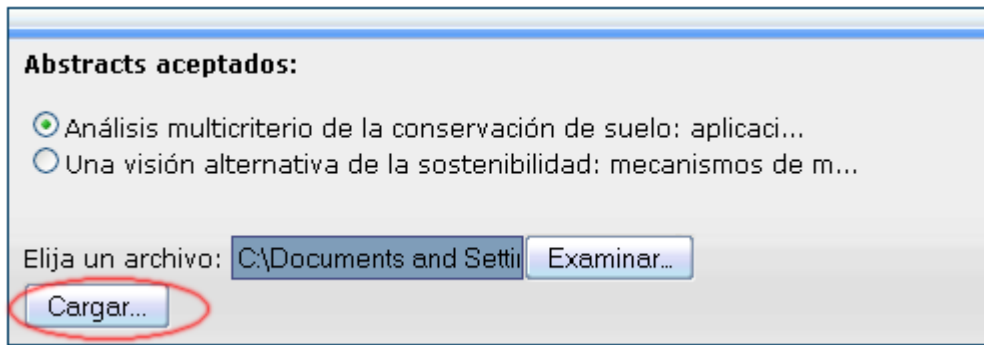 Abstracts aceptados:
Análisis multicriterio de la conservación de suelo: aplicaci...
Una visión alternativa de la sostenibilidad: mecanismos de m...
Elija un archivo: C:\Documents and Settin Examinar...
Cargar...